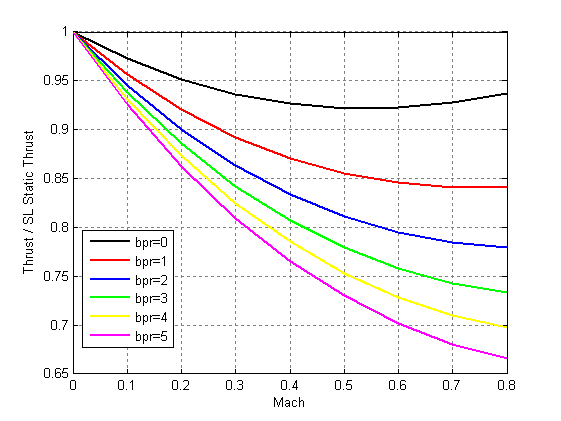 1
0.95
0.9
0.85
0.8
0.75
0.7
0.65
Thrust / SL Static Thrust
bpr=0
bpr=1
bpr=2
bpr=3
bpr=4
bpr=5
0 0.1 0.2 0.3 0.4 0.5 0.6 0.7 0.8
Mach